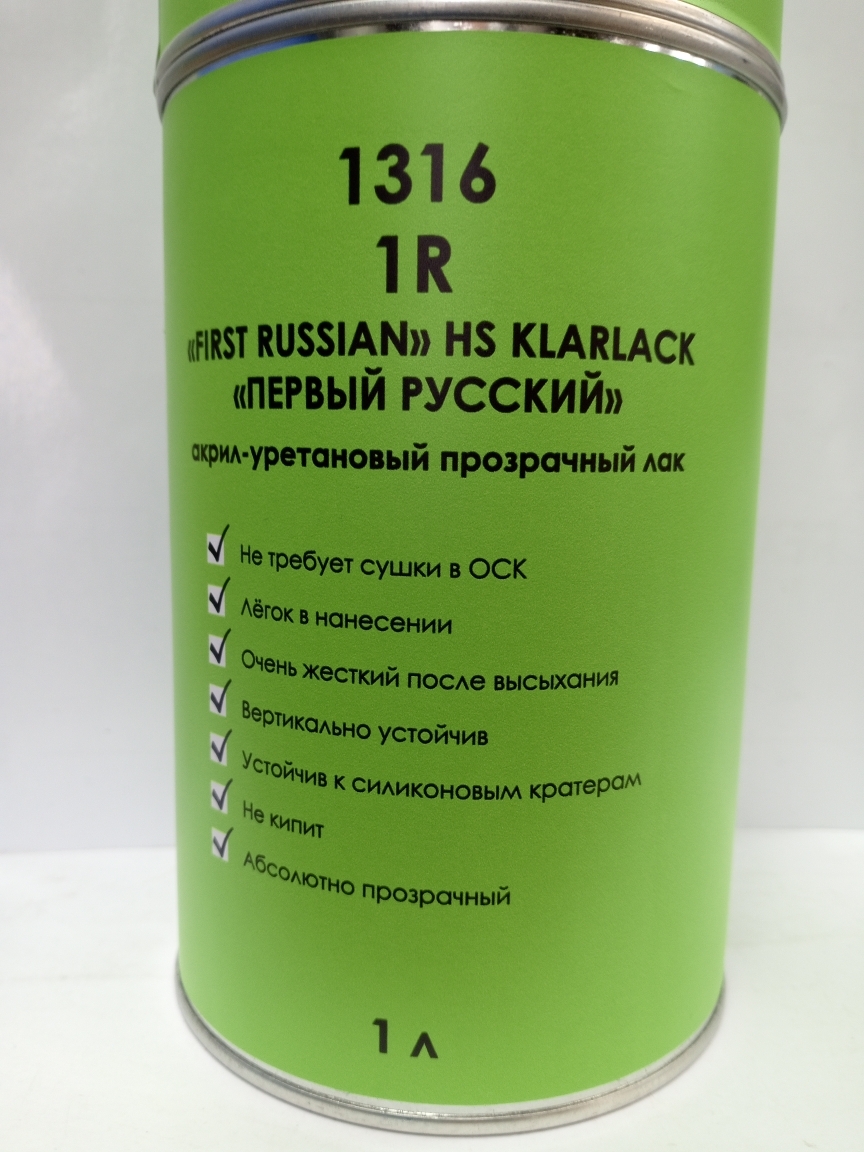 1316
1R
«FIRST RUSSIAN» HS KLARLACK
«ПЕРВЫЙ РУССКИЙ»
акрил-уретановый прозрачный лак
Не требует сушки в ОСК
Лёгок в нанесении
Очень жесткий после высыхания
Вертикально устойчив
Устойчив к силиконовым кратерам
Не кипит
Абсолютно прозрачный
1 л